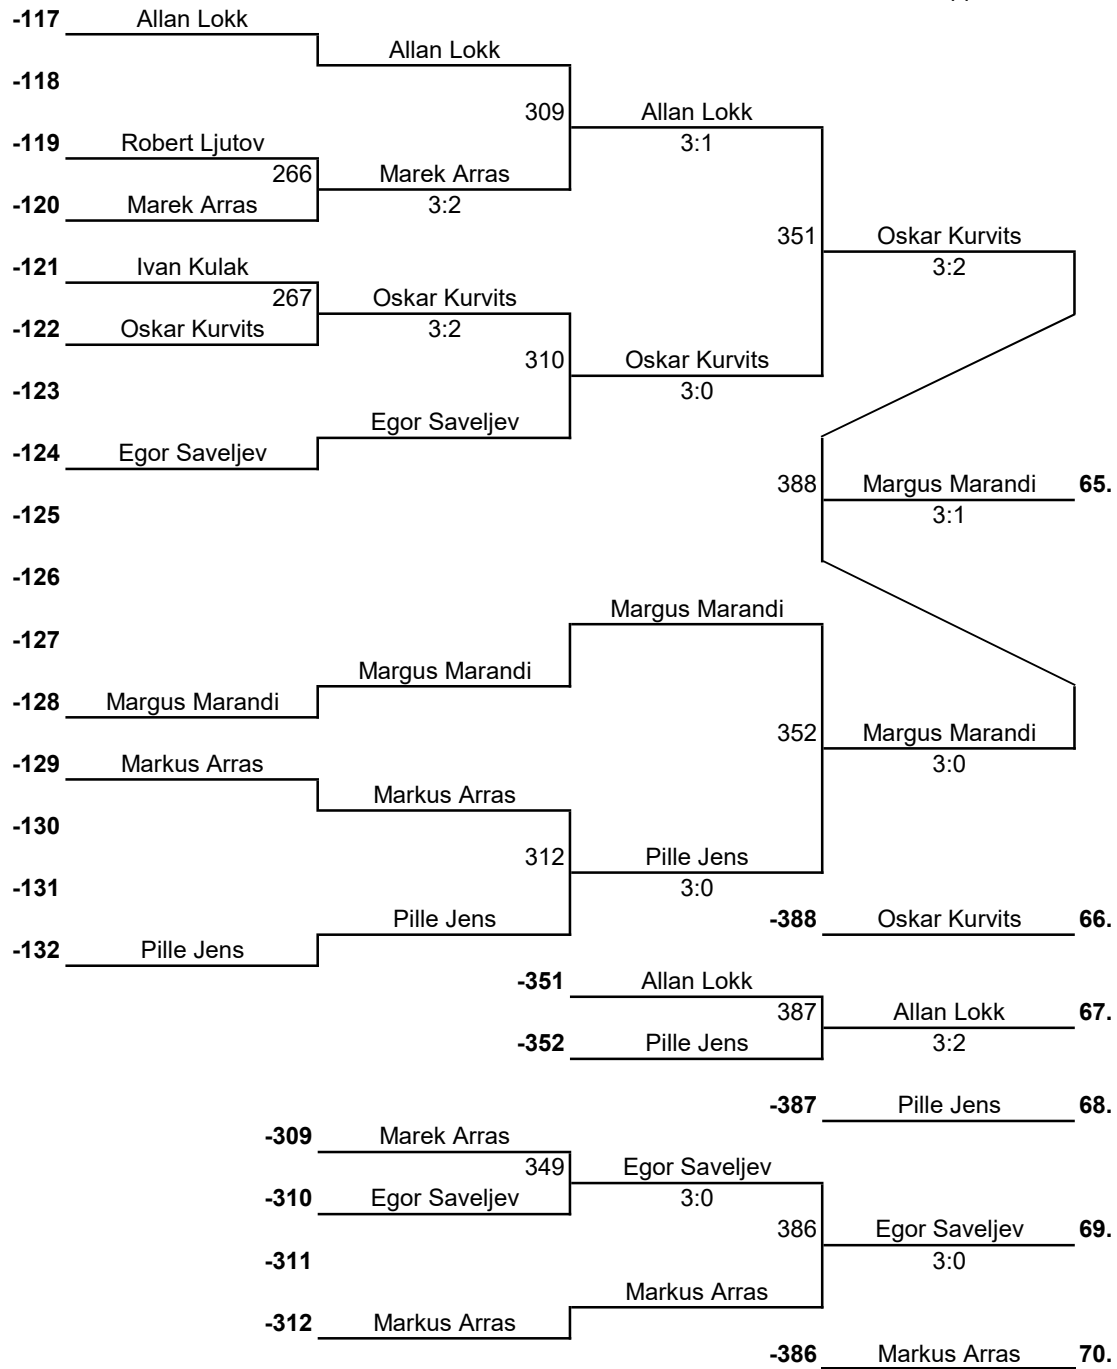 -117 Allan Lokk
Allan Lokk
-118
309 Allan Lokk
-119 Robert Ljutov 3:1
266 Marek Arras
-120 Marek Arras 3:2
351 Oskar Kurvits
-121 Ivan Kulak 3:2
267 Oskar Kurvits
-122 Oskar Kurvits 3:2
310 Oskar Kurvits
-123 3:0
Egor Saveljev
-124 Egor Saveljev
388 Margus Marandi 65.
-125 3:1
-126
Margus Marandi
-127
Margus Marandi
-128 Margus Marandi
352 Margus Marandi
-129 Markus Arras 3:0
Markus Arras
-130
312 Pille Jens
-131 3:0
Pille Jens -388 Oskar Kurvits 66.
-132 Pille Jens
-351 Allan Lokk
387 Allan Lokk 67.
-352 Pille Jens 3:2
-387 Pille Jens 68.
-309 Marek Arras
349 Egor Saveljev
-310 Egor Saveljev 3:0
386 Egor Saveljev 69.
-311 3:0
Markus Arras
-312 Markus Arras
-386 Markus Arras 70.